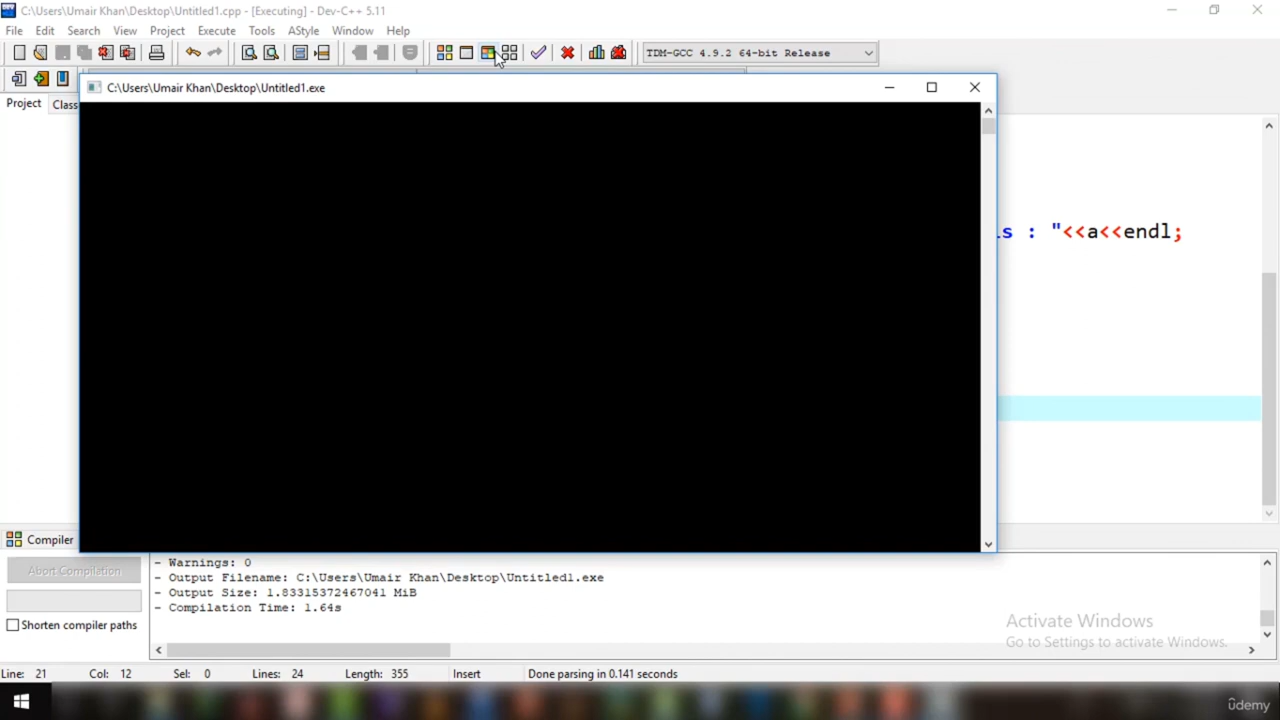 C:\Users\Umair Khan\Desktop\Untitled1.cpp - [Executing] - Dev-C++ 5.11
File Edit Search View Project Execute Tools AStyle Window Help
TDM-GCC 4.9.2 64-bit Release
C:\Users\Umair Khan\Desktop\Untitled1.exe
Project Class
s : "<<a<<endl;
Compiler
Abort Compilation
Shorten compiler paths
- Warnings: 0
- Output Filename: C:\Users\Umair Khan\Desktop\Untitled1.exe
- Output Size: 1.83315372467041 MiB
- Compilation Time: 1.64s
Activate Windows
Go to Settings to activate Windows.
Line: 21 Col: 12 Sel: 0 Lines: 24 Length: 355 Insert Done parsing in 0.141 seconds
ûdemy